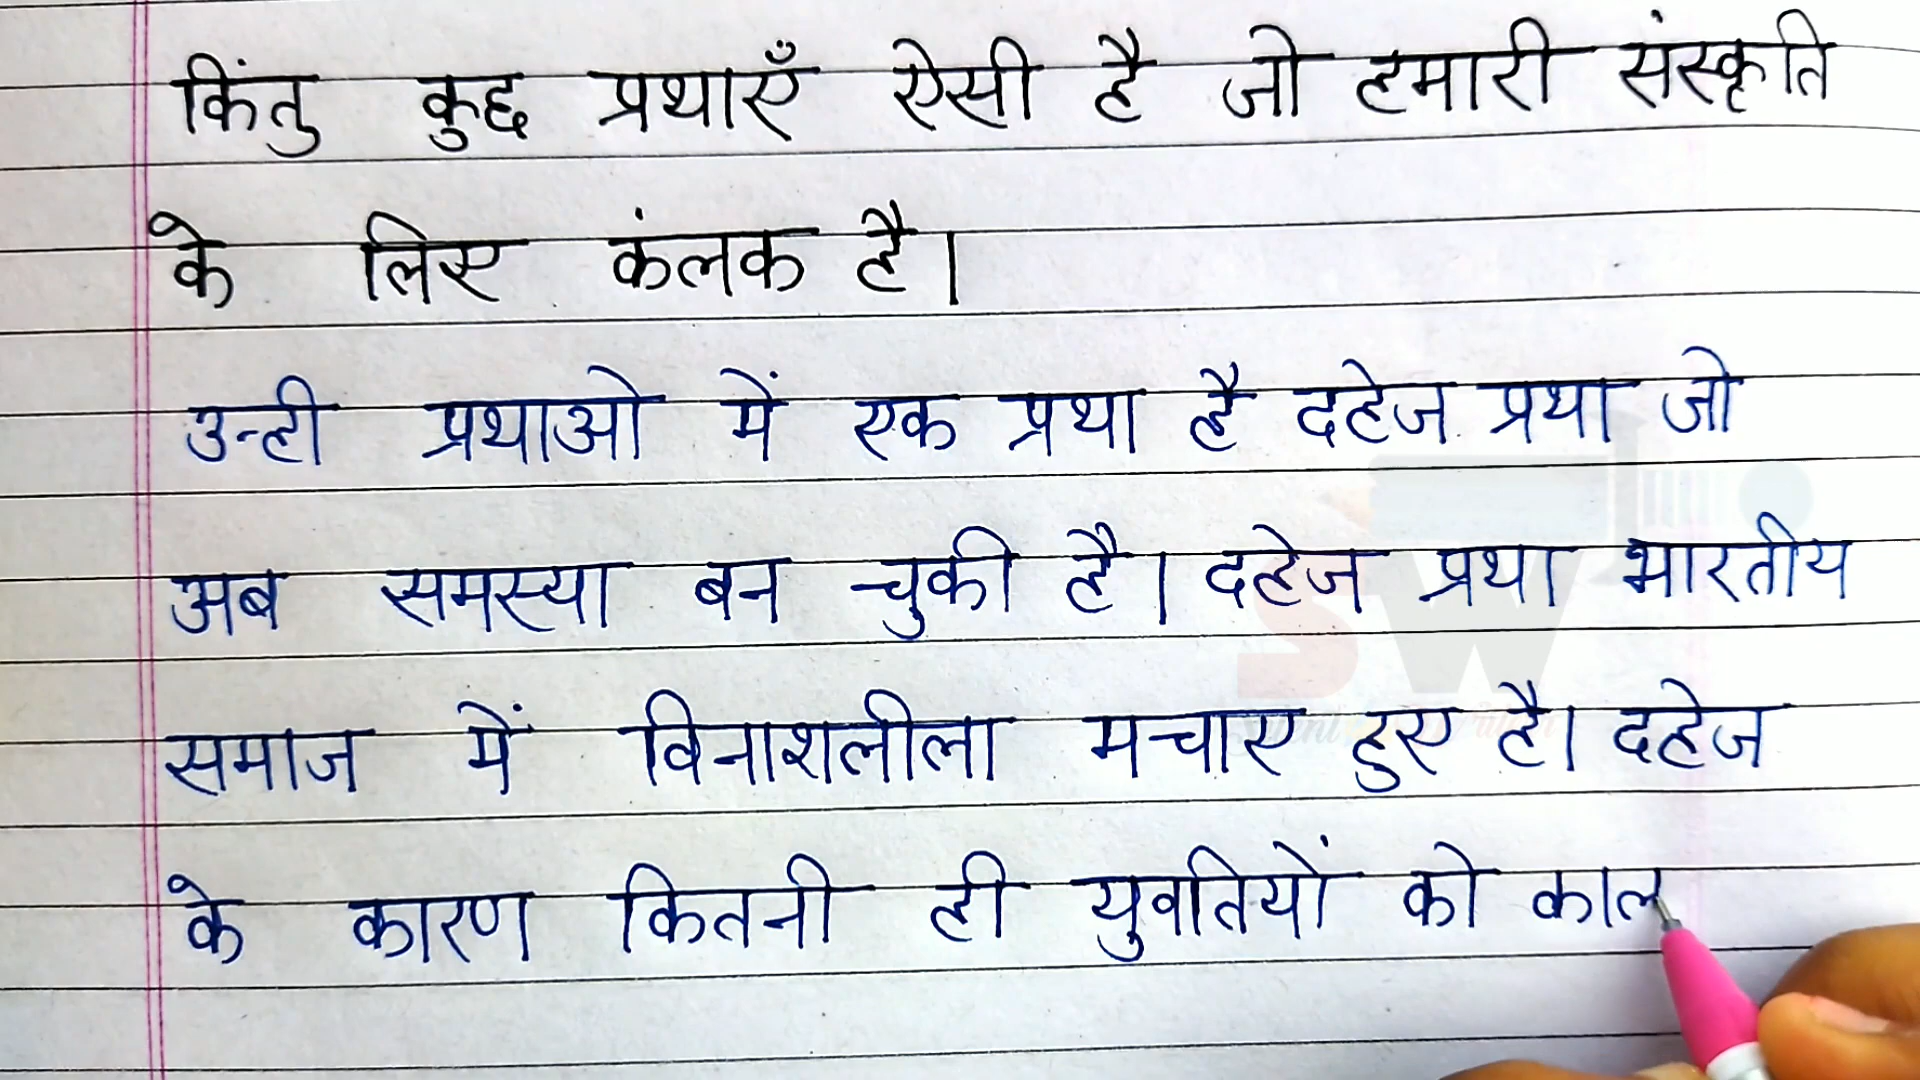 किंतु कुछ प्रथाएँ ऐसी है जो हमारी संस्कृति
के लिए कंलक है।
उन्ही प्रथाओ में एक प्रथा है दहेज प्रथा जो
अब समस्या बन चुकी है। दहेज प्रथा भारतीय
समाज में विनाशलीला मचाए हुए है। दहेज
के कारण कितनी ही युवतियों को काल
SW